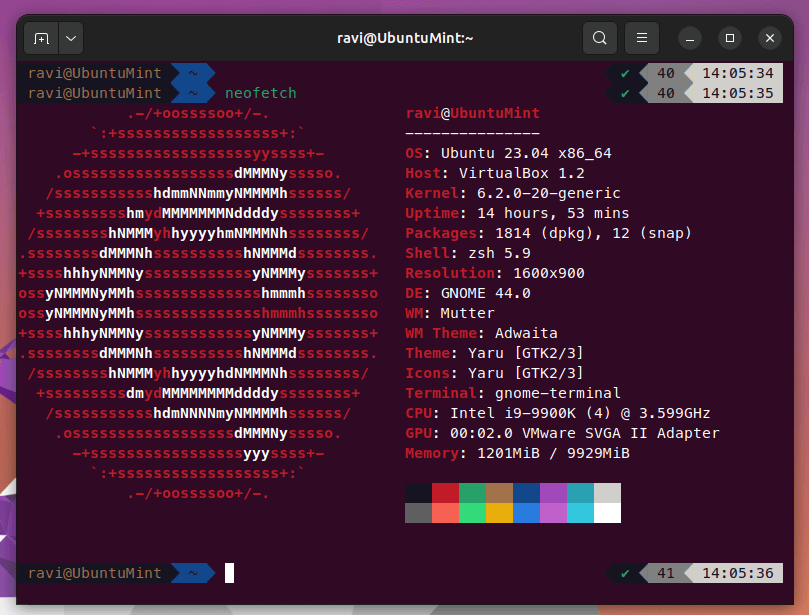 ravi@UbuntuMint:~
ravi@UbuntuMint ~ ✔ 40 14:05:34
ravi@UbuntuMint ~ neofetch ✔ 40 14:05:35
.-/+oossssoo+/-. ravi@UbuntuMint
`:+ssssssssssssssssss+:` ---------------
-+ssssssssssssssssssyyssss+- OS: Ubuntu 23.04 x86_64
.ossssssssssssssssssdMMMNysssso. Host: VirtualBox 1.2
/ssssssssssshdmmNNmmyNMMMMhssssss/ Kernel: 6.2.0-20-generic
+ssssssssshmydMMMMMMMNddddyssssssss+ Uptime: 14 hours, 53 mins
/sssssssshNMMMyhhyyyyhmNMMMNhssssssss/ Packages: 1814 (dpkg), 12 (snap)
.ssssssssdMMMNhsssssssssshNMMMdssssssss. Shell: zsh 5.9
+sssshhhyNMMNyssssssssssssyNMMMysssssss+ Resolution: 1600x900
ossyNMMMNyMMhsssssssssssssshmmmhssssssso DE: GNOME 44.0
ossyNMMMNyMMhsssssssssssssshmmmhssssssso WM: Mutter
+sssshhhyNMMNyssssssssssssyNMMMysssssss+ WM Theme: Adwaita
.ssssssssdMMMNhsssssssssshNMMMdssssssss. Theme: Yaru [GTK2/3]
/sssssssshNMMMyhhyyyyhdNMMMNhssssssss/ Icons: Yaru [GTK2/3]
+sssssssssdmydMMMMMMMMddddyssssssss+ Terminal: gnome-terminal
/ssssssssssshdmNNNNmyNMMMMhssssss/ CPU: Intel i9-9900K (4) @ 3.599GHz
.ossssssssssssssssssdMMMNysssso. GPU: 00:02.0 VMware SVGA II Adapter
-+sssssssssssssssssyyyssss+- Memory: 1201MiB / 9929MiB
`:+ssssssssssssssssss+:`
.-/+oossssoo+/-.
ravi@UbuntuMint ~ ✔ 41 14:05:36